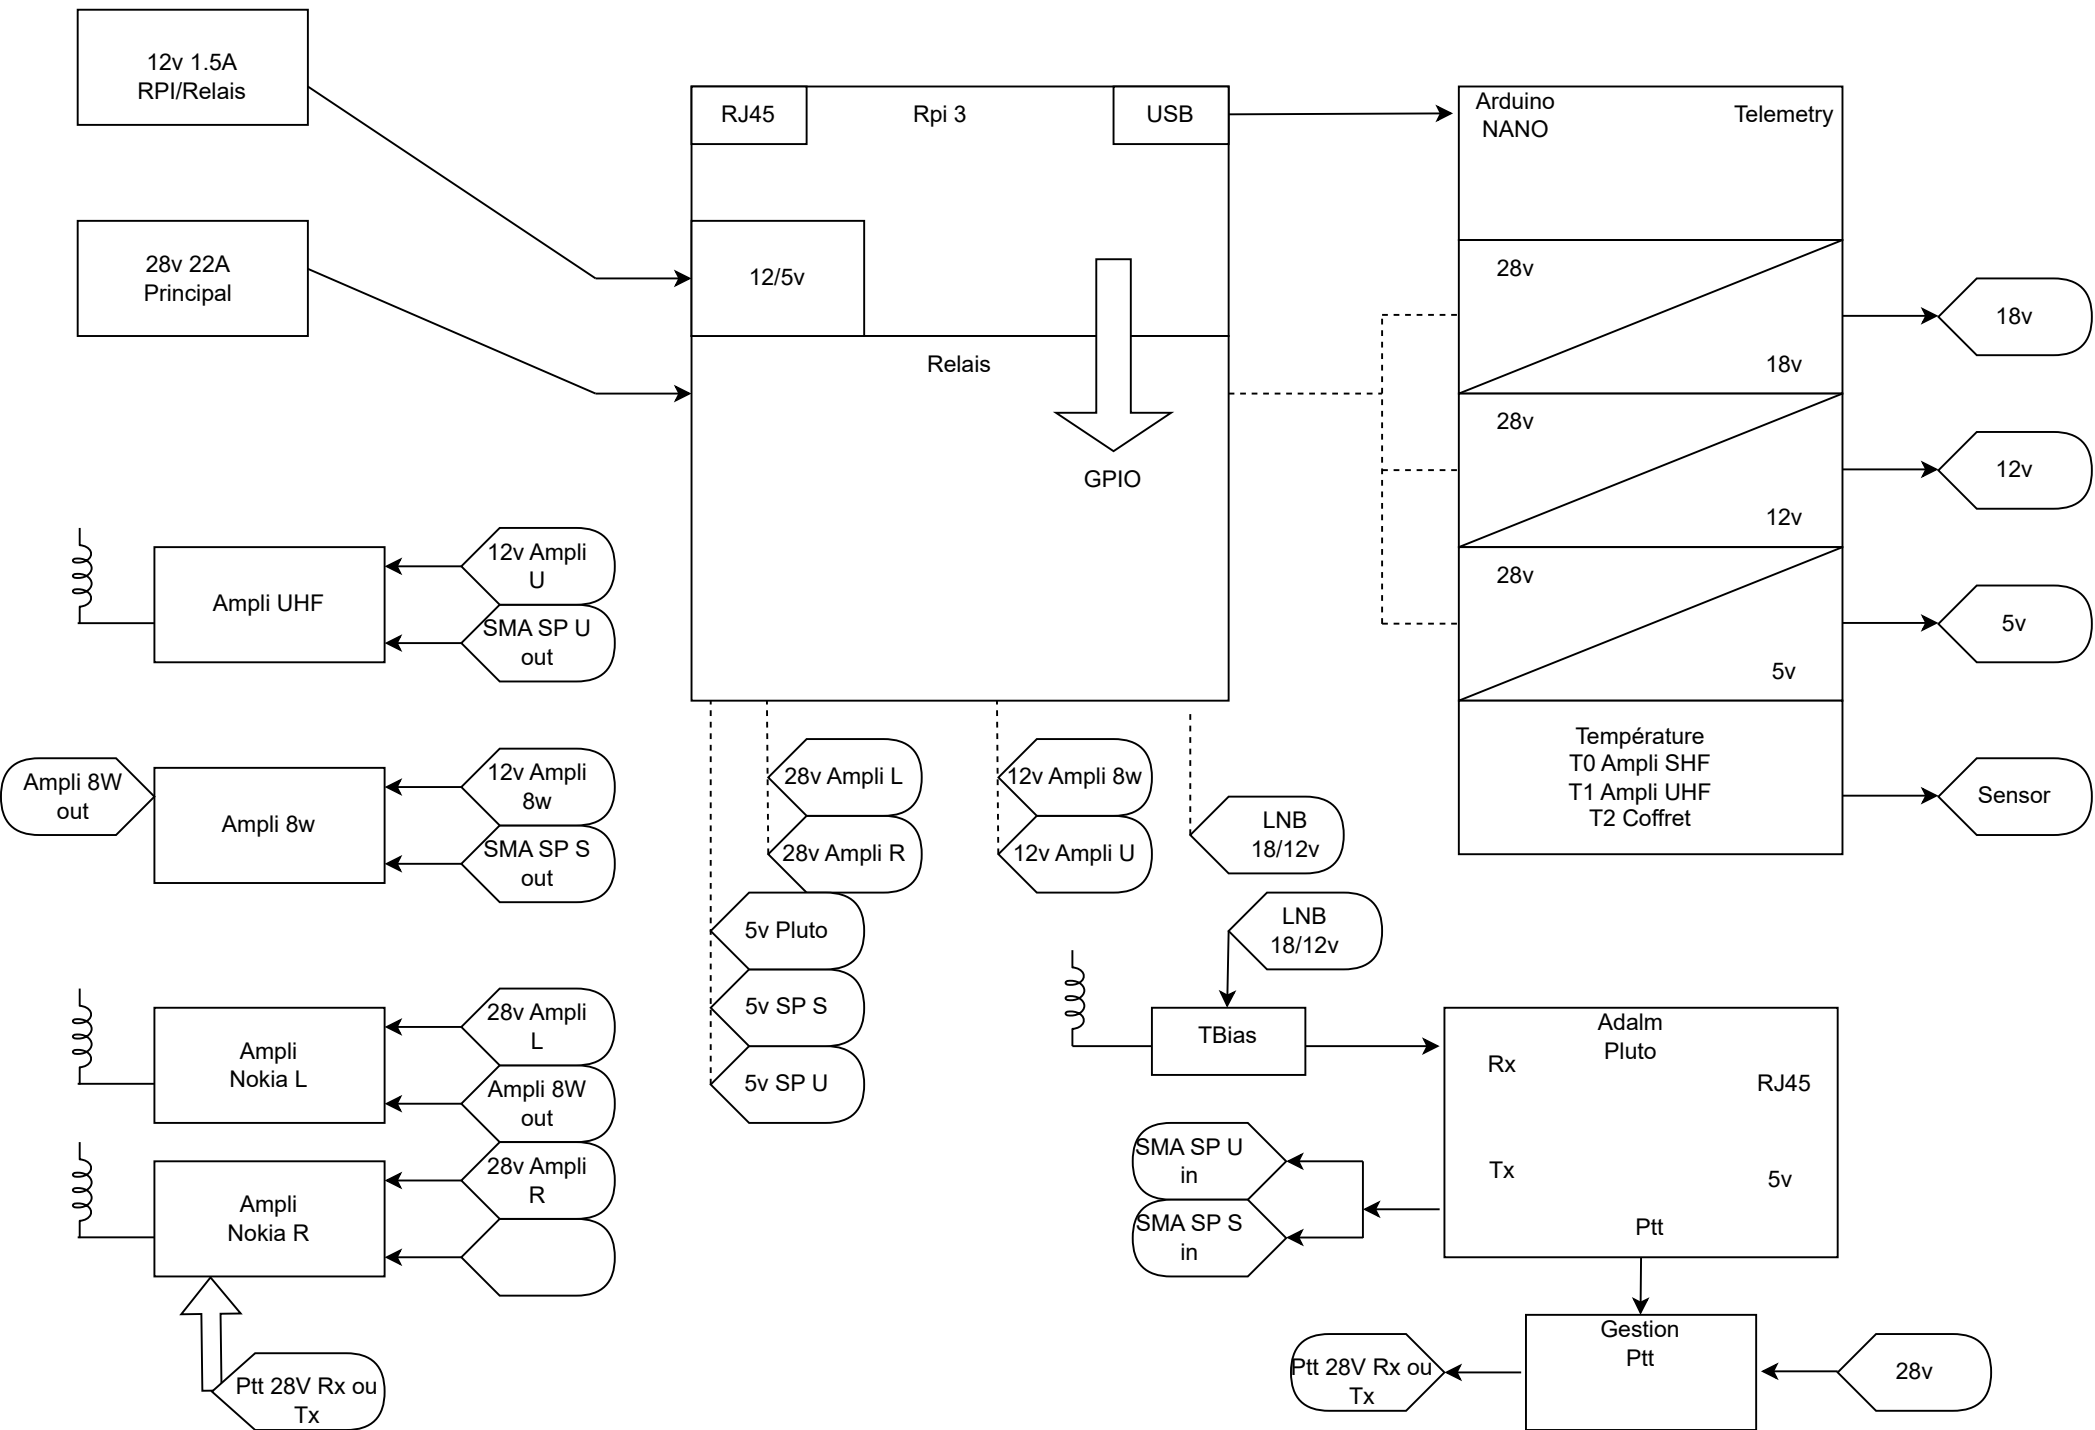 12v 1.5A
RPI/Relais
28v 22A
Principal
RJ45
Rpi 3
USB
12/5v
Relais
GPIO
Arduino
NANO
Telemetry
28v
18v
18v
28v
12v
12v
28v
5v
5v
Température
T0 Ampli SHF
T1 Ampli UHF
T2 Coffret
Sensor
Ampli UHF
12v Ampli
U
SMA SP U
out
Ampli 8W
out
Ampli 8w
12v Ampli
8w
SMA SP S
out
28v Ampli L
28v Ampli R
12v Ampli 8w
12v Ampli U
LNB
18/12v
5v Pluto
5v SP S
5v SP U
LNB
18/12v
TBias
Ampli
Nokia L
28v Ampli
L
Ampli 8W
out
Ampli
Nokia R
28v Ampli
R
Ptt 28V Rx ou
Tx
Adalm
Pluto
Rx
RJ45
Tx
5v
Ptt
SMA SP U
in
SMA SP S
in
Gestion
Ptt
Ptt 28V Rx ou
Tx
28v